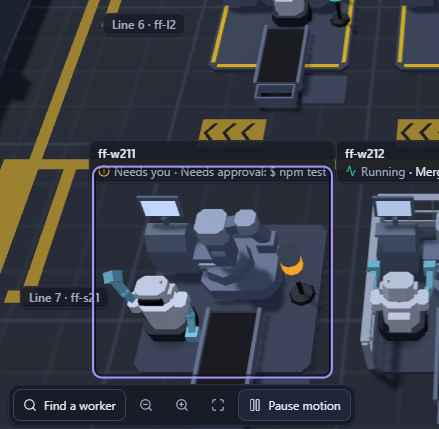 Line 6 · ff-l2
ff-w211
Needs you · Needs approval: $ npm test
ff-w212
Running · Merg
Line 7 · ff-s21
Find a worker
Pause motion